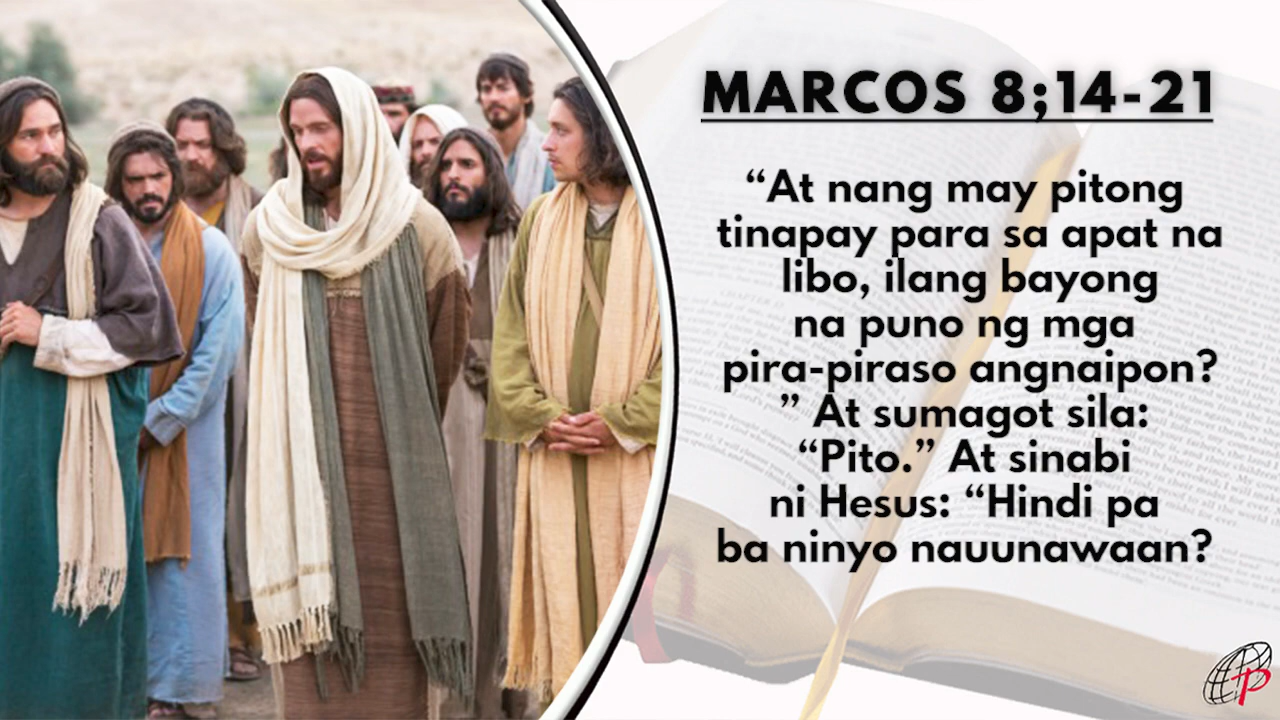 MARCOS 8;14-21
“At nang may pitong
tinapay para sa apat na
libo, ilang bayong
na puno ng mga
pira-piraso angnaipon?
” At sumagot sila:
“Pito.” At sinabi
ni Hesus: “Hindi pa
ba ninyo nauunawaan?